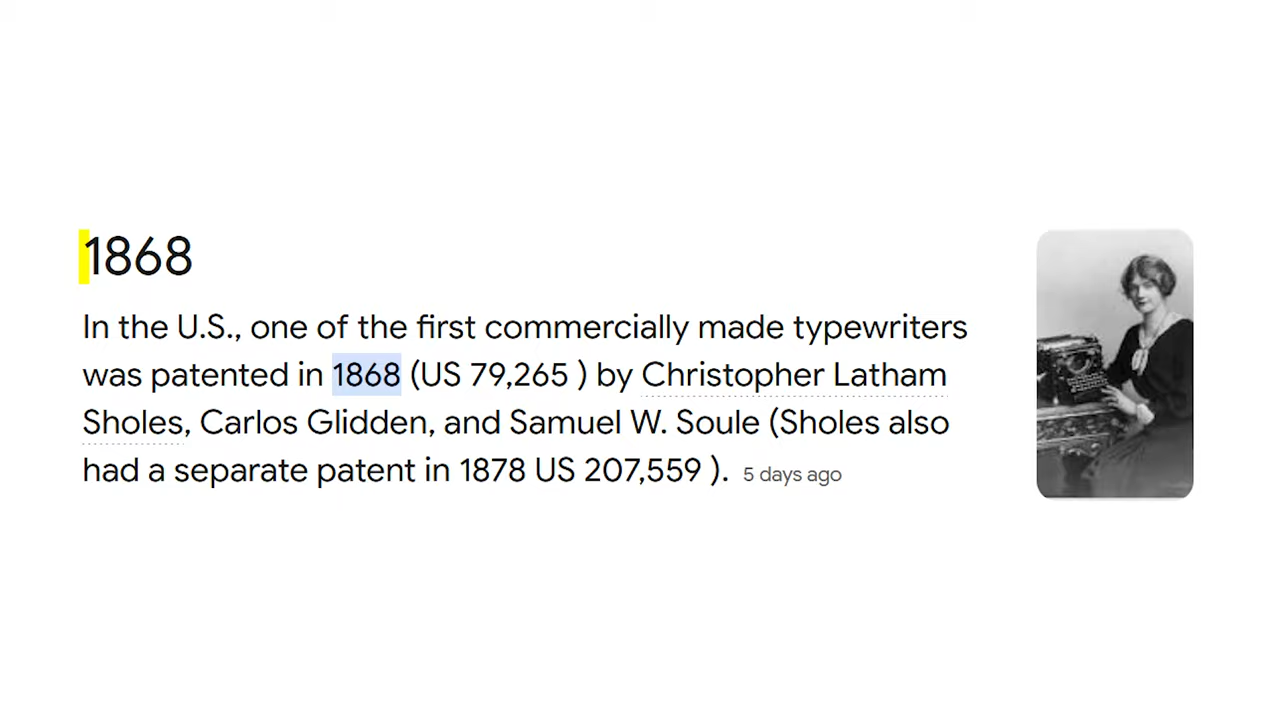 1868
In the U.S., one of the first commercially made typewriters
was patented in 1868 (US 79,265 ) by Christopher Latham
Sholes, Carlos Glidden, and Samuel W. Soule (Sholes also
had a separate patent in 1878 US 207,559 ). 5 days ago